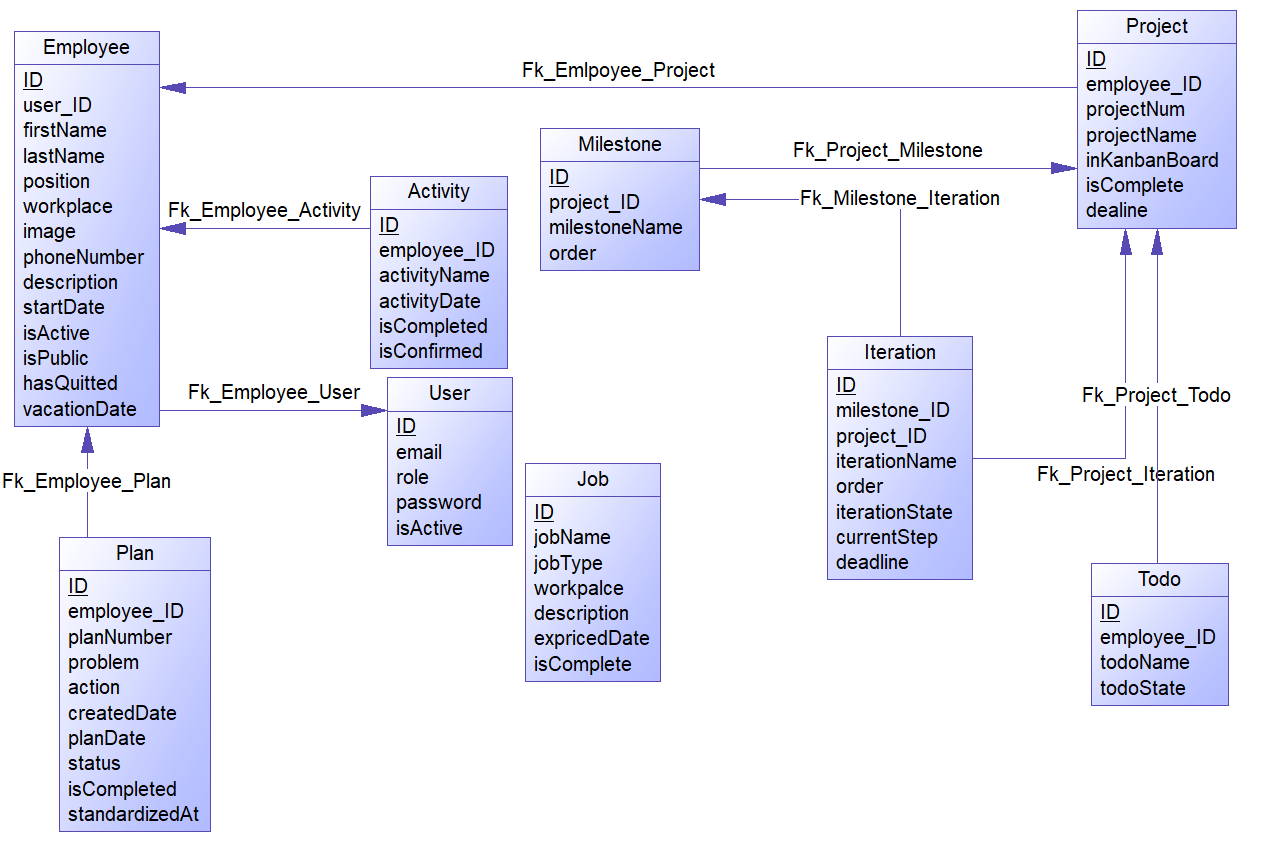 Employee
ID
user_ID
firstName
lastName
position
workplace
image
phoneNumber
description
startDate
isActive
isPublic
hasQuitted
vacationDate
Fk_Emlpoyee_Project
Project
ID
employee_ID
projectNum
projectName
inKanbanBoard
isComplete
dealine
Milestone
ID
project_ID
milestoneName
order
Fk_Project_Milestone
Fk_Milestone_Iteration
Fk_Employee_Activity
Activity
ID
employee_ID
activityName
activityDate
isCompleted
isConfirmed
Fk_Employee_User
User
ID
email
role
password
isActive
Iteration
ID
milestone_ID
project_ID
iterationName
order
iterationState
currentStep
deadline
Fk_Project_Todo
Fk_Project_Iteration
Fk_Employee_Plan
Job
ID
jobName
jobType
workpalce
description
expricedDate
isComplete
Plan
ID
employee_ID
planNumber
problem
action
createdDate
planDate
status
isCompleted
standardizedAt
Todo
ID
employee_ID
todoName
todoState